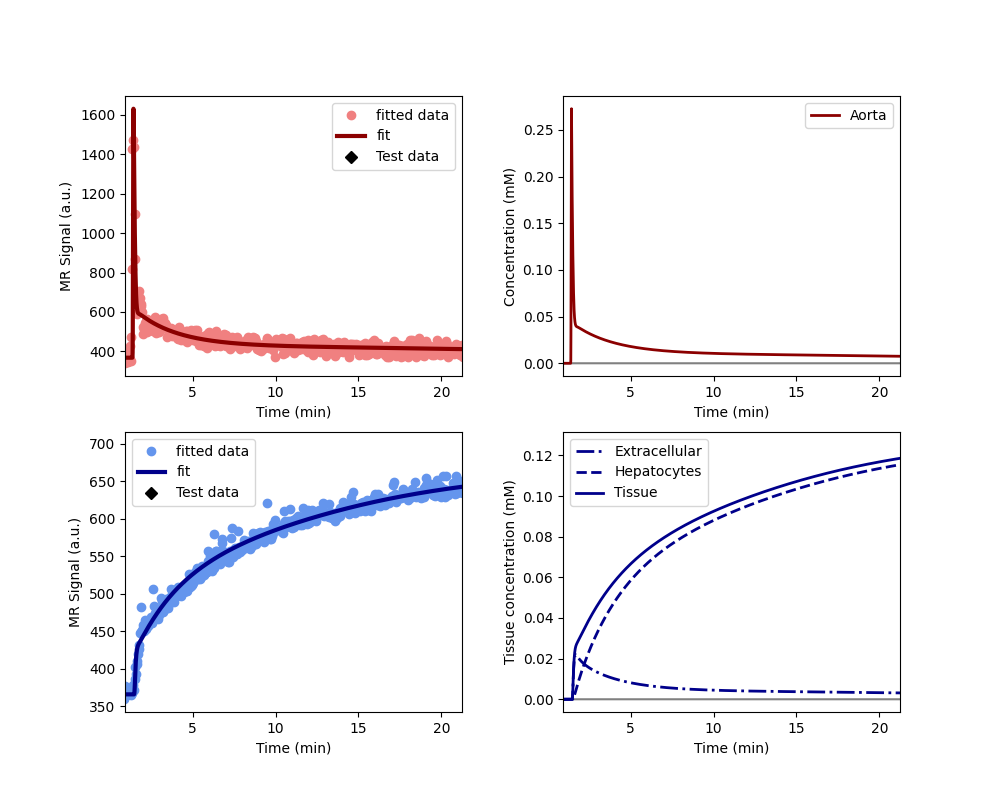 1600
1400
1200
1000
800
600
400
MR Signal (a.u.)
5 10 15 20
Time (min)
fitted data
fit
Test data
0.25
0.20
0.15
0.10
0.05
0.00
Concentration (mM)
5 10 15 20
Time (min)
Aorta
700
650
600
550
500
450
400
350
MR Signal (a.u.)
5 10 15 20
Time (min)
fitted data
fit
Test data
0.12
0.10
0.08
0.06
0.04
0.02
0.00
Tissue concentration (mM)
5 10 15 20
Time (min)
Extracellular
Hepatocytes
Tissue